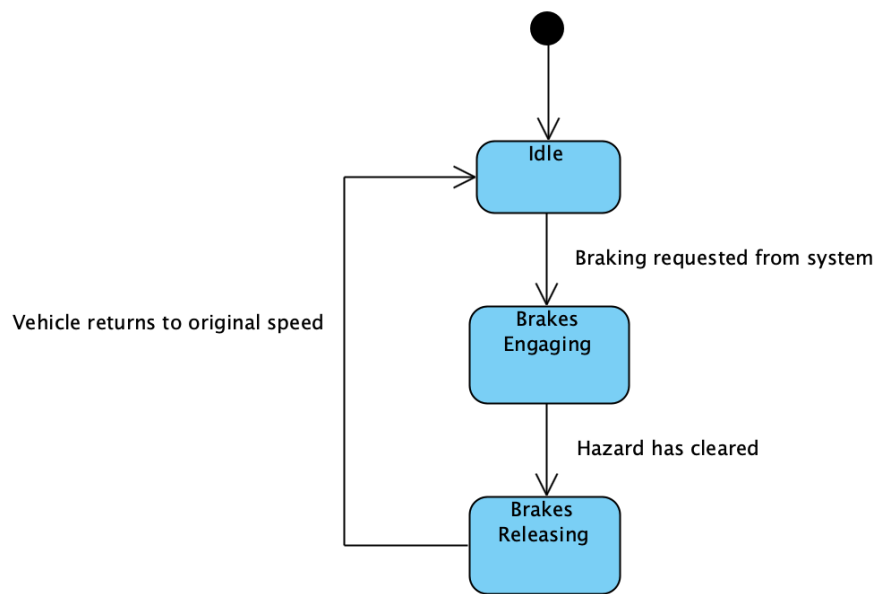 Idle
Braking requested from system
Vehicle returns to original speed
Brakes
Engaging
Hazard has cleared
Brakes
Releasing